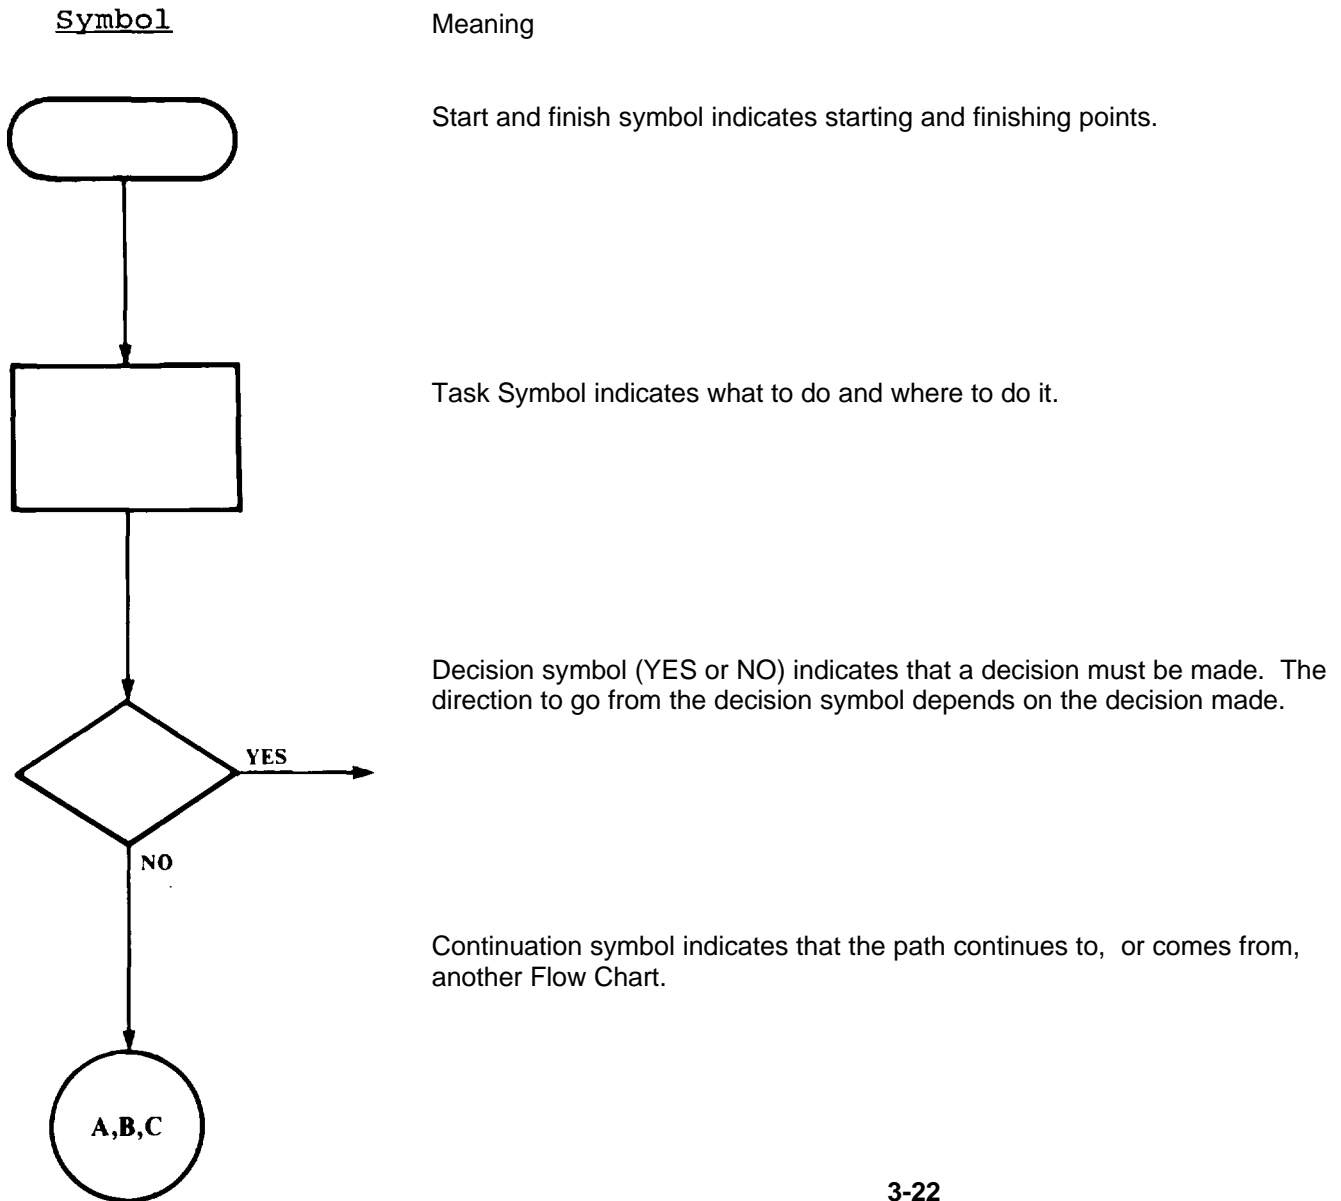 Symbol
Meaning
Start and finish symbol indicates starting and finishing points.
Task Symbol indicates what to do and where to do it.
Decision symbol (YES or NO) indicates that a decision must be made. The
direction to go from the decision symbol depends on the decision made.
YES
NO
Continuation symbol indicates that the path continues to, or comes from,
another Flow Chart.
A,B,C
3-22